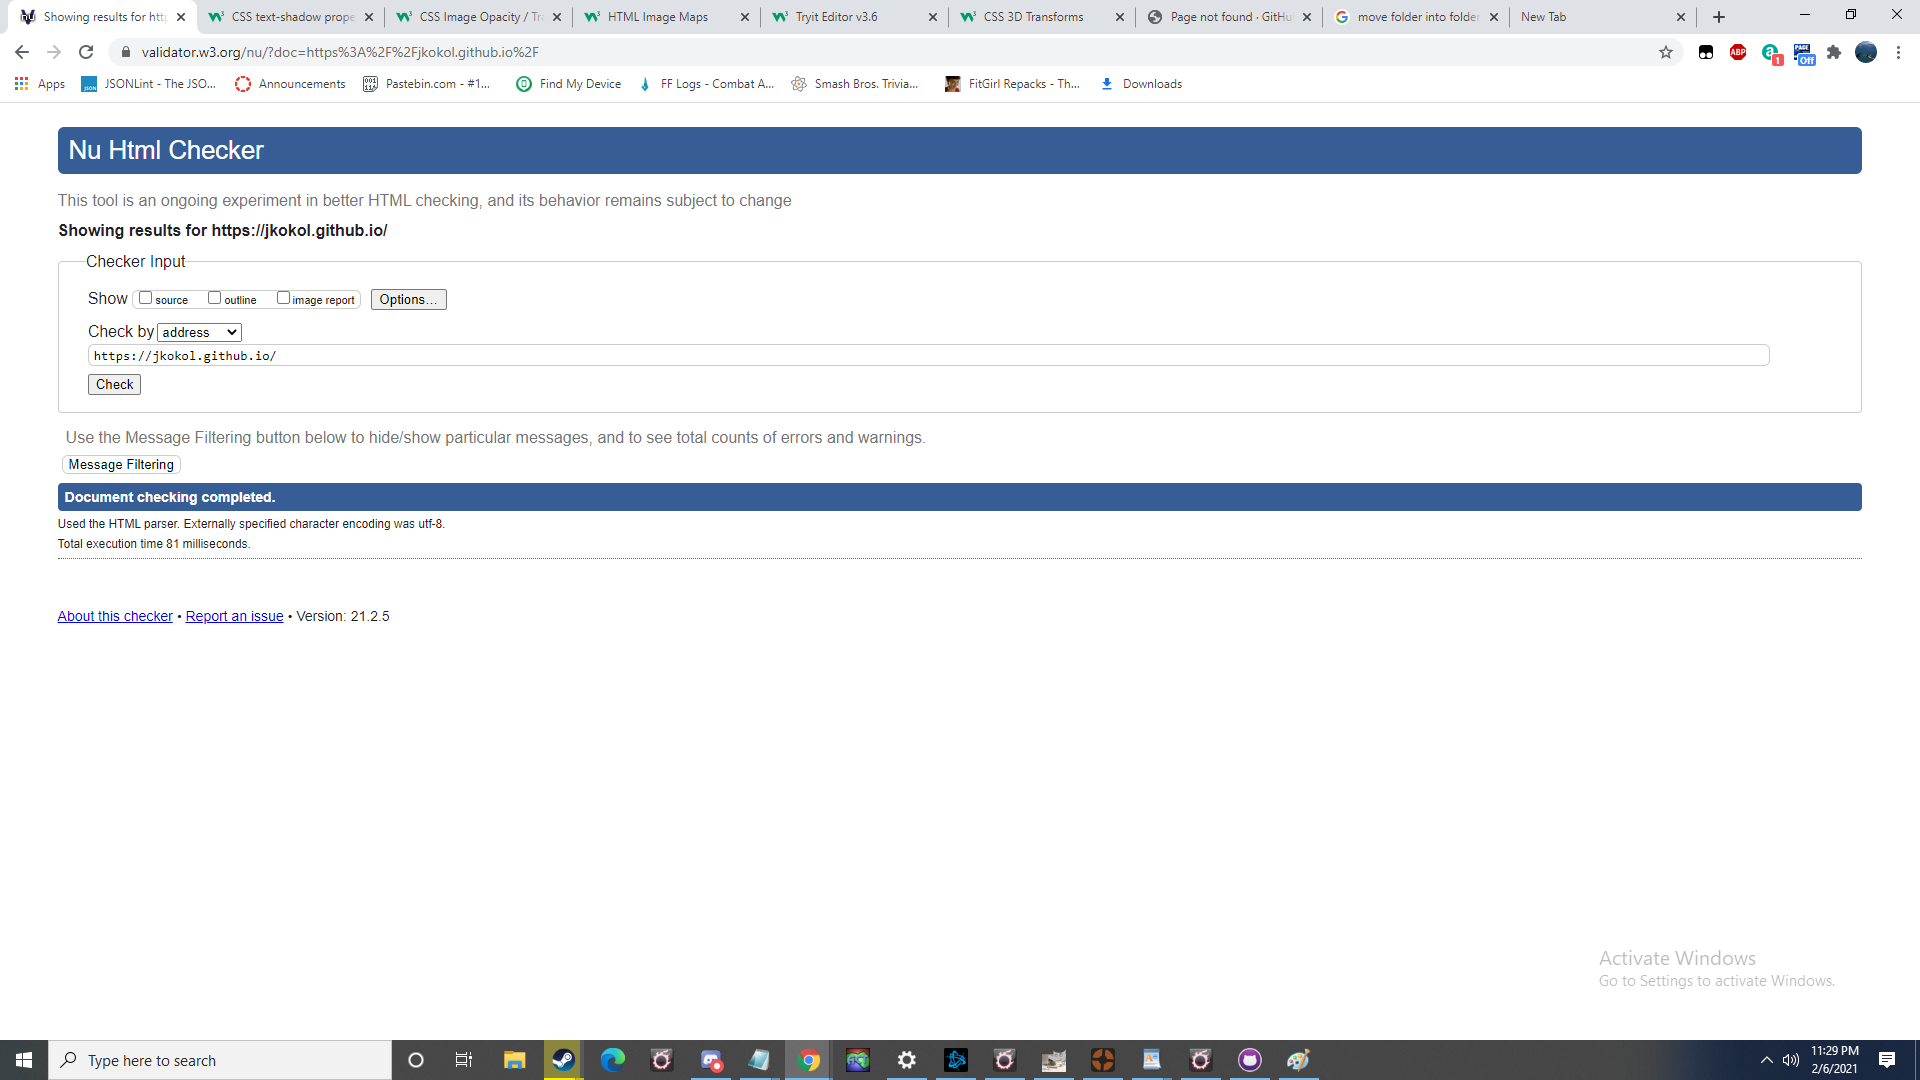 Showing results for http
CSS text-shadow prope
CSS Image Opacity / Tra
HTML Image Maps
Tryit Editor v3.6
CSS 3D Transforms
Page not found · GitHub
move folder into folder
New Tab
validator.w3.org/nu/?doc=https%3A%2F%2Fjkokol.github.io%2F
ABP
a
1
PAGE
Off
Apps
JSON
JSONLint - The JSO...
Announcements
Pastebin.com - #1...
Find My Device
FF Logs - Combat A...
Smash Bros. Trivia...
FitGirl Repacks - Th...
Downloads
Nu Html Checker
This tool is an ongoing experiment in better HTML checking, and its behavior remains subject to change
Showing results for https://jkokol.github.io/
Checker Input
Show source outline image report Options...
Check by address
https://jkokol.github.io/
Check
Use the Message Filtering button below to hide/show particular messages, and to see total counts of errors and warnings.
Message Filtering
Document checking completed.
Used the HTML parser. Externally specified character encoding was utf-8.
Total execution time 81 milliseconds.
About this checker • Report an issue • Version: 21.2.5
Activate Windows
Go to Settings to activate Windows.
Type here to search
11:29 PM
2/6/2021